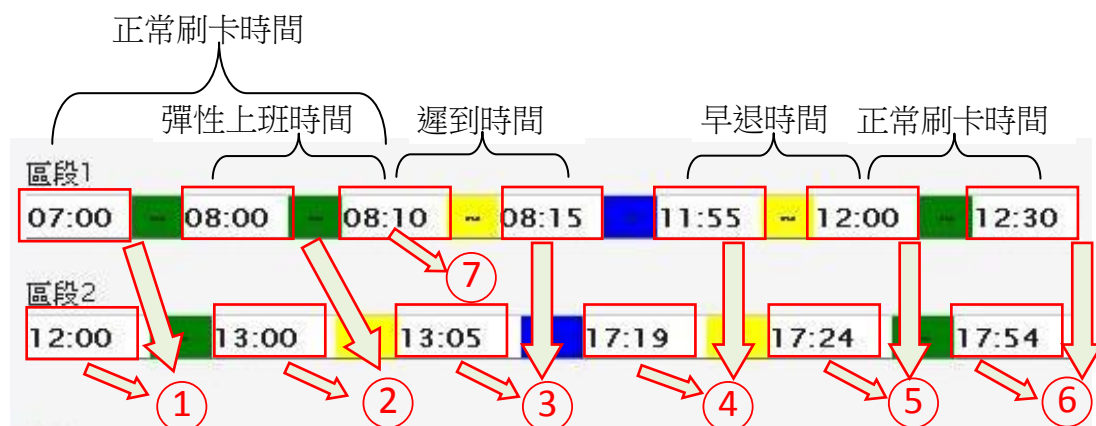 正常刷卡時間
彈性上班時間 遲到時間 早退時間 正常刷卡時間
區段1
07:00 ~ 08:00 ~ 08:10 ~ 08:15 11:55 ~ 12:00 ~ 12:30
7
區段2
12:00 ~ 13:00 13:05 17:19 17:24 ~ 17:54
1 2 3 4 5 6